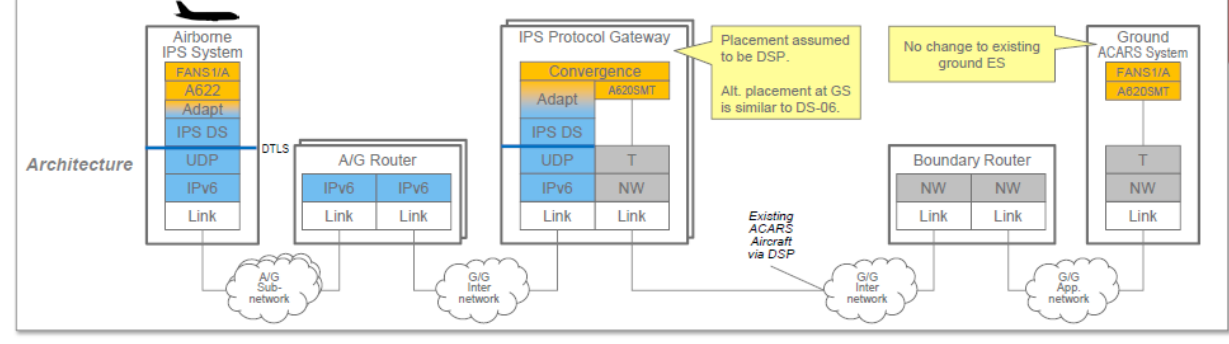 Architecture
Airborne
IPS System
FANS1/A
A622
Adapt
IPS DS
UDP
IPv6
Link
DTLS
A/G
Sub-
network
A/G Router
IPv6 IPv6
Link Link
G/G
Inter
network
IPS Protocol Gateway
Convergence
Adapt A620SMT
IPS DS
UDP T
IPv6 NW
Link Link
Placement assumed
to be DSP.
Alt. placement at GS
is similar to DS-06.
Existing
ACARS
Aircraft
via DSP
G/G
Inter
network
Boundary Router
NW NW
Link Link
G/G
App.
network
No change to existing
ground ES
Ground
ACARS System
FANS1/A
A620SMT
T
NW
Link